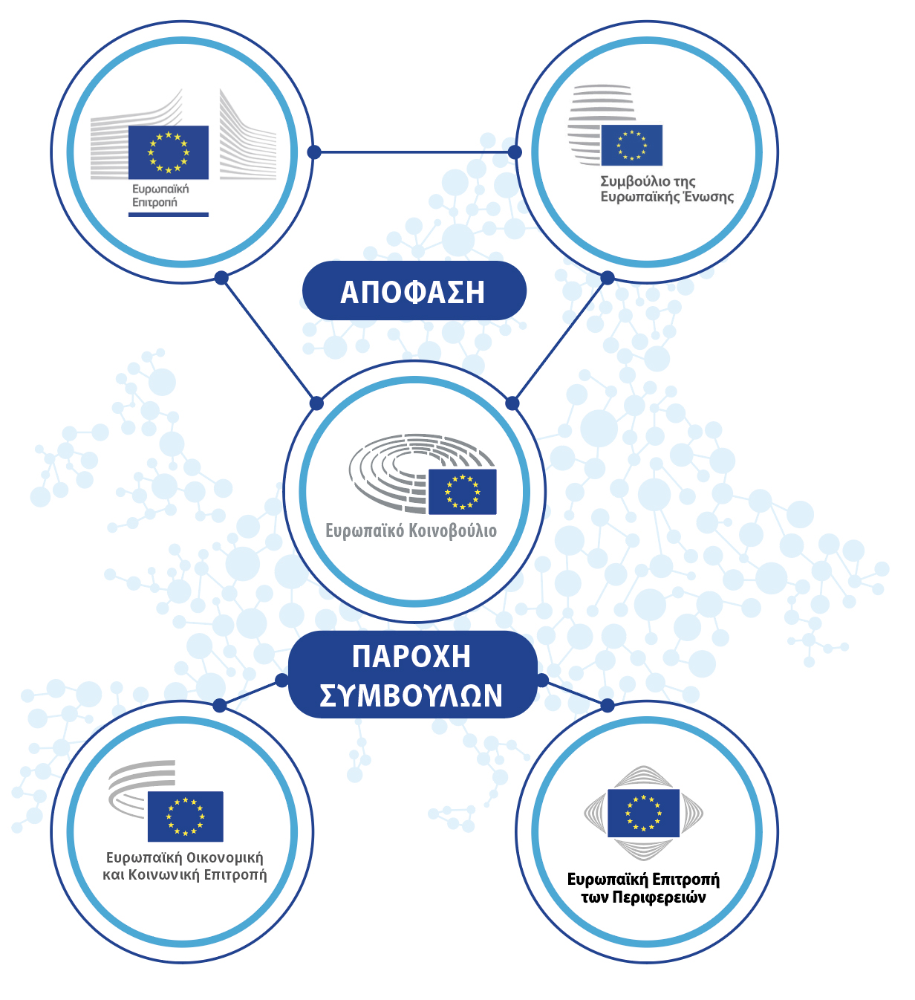 Ευρωπαϊκή
Επιτροπή
Συμβούλιο της
Ευρωπαϊκής Ένωσης
ΑΠΟΦΑΣΗ
Ευρωπαϊκό Κοινοβούλιο
ΠΑΡΟΧΗ
ΣΥΜΒΟΥΛΩΝ
Ευρωπαϊκή Οικονομική
και Κοινωνική Επιτροπή
Ευρωπαϊκή Επιτροπή
των Περιφερειών